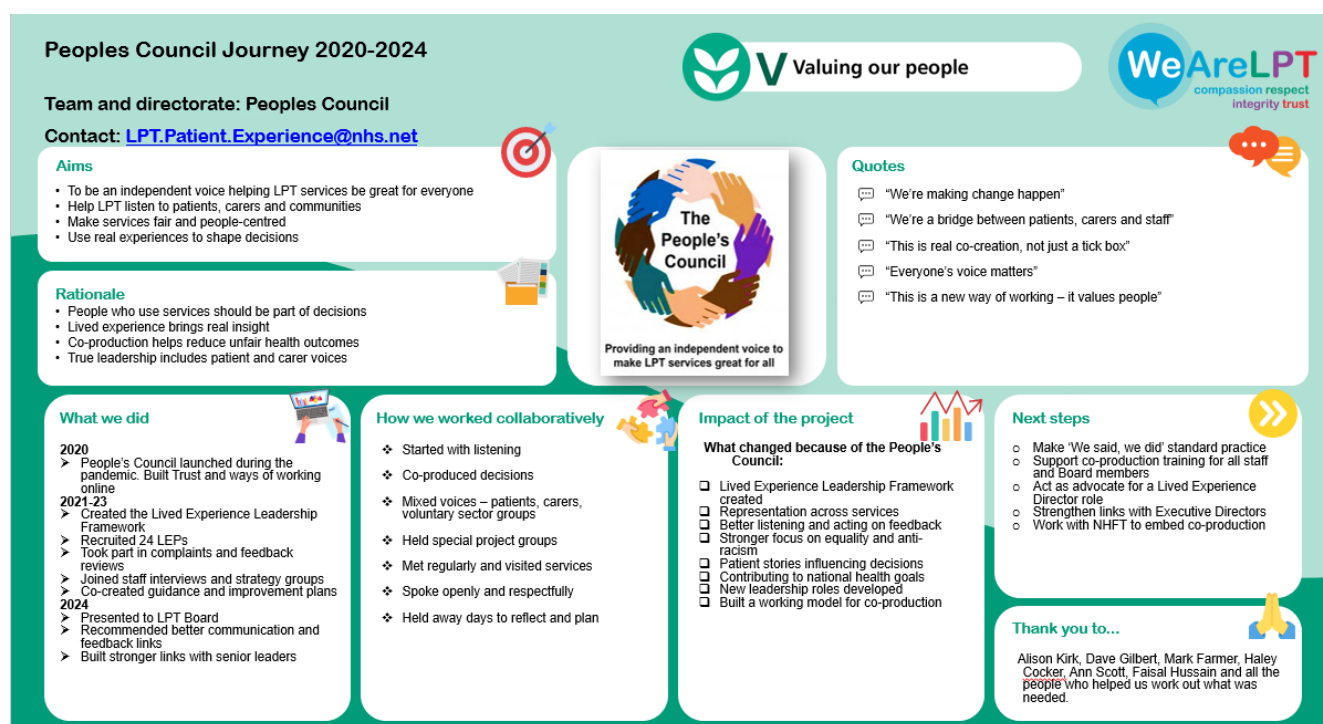 Peoples Council Journey 2020-2024
Team and directorate: Peoples Council
Contact: LPT.Patient.Experience@nhs.net
V Valuing our people
WeAreLPT
compassion respect
integrity trust
Aims
• To be an independent voice helping LPT services be great for everyone
• Help LPT listen to patients, carers and communities
• Make services fair and people-centred
• Use real experiences to shape decisions
Rationale
• People who use services should be part of decisions
• Lived experience brings real insight
• Co-production helps reduce unfair health outcomes
• True leadership includes patient and carer voices
The
People's
Council
Providing an independent voice to
make LPT services great for all
Quotes
“We’re making change happen”
“We’re a bridge between patients, carers and staff”
“This is real co-creation, not just a tick box”
“Everyone’s voice matters”
“This is a new way of working – it values people”
What we did
2020
➤ People’s Council launched during the
pandemic. Built Trust and ways of working
online
2021-23
➤ Created the Lived Experience Leadership
Framework
➤ Recruited 24 LEPs
➤ Took part in complaints and feedback
reviews
➤ Joined staff interviews and strategy groups
➤ Co-created guidance and improvement plans
2024
➤ Presented to LPT Board
➤ Recommended better communication and
feedback links
➤ Built stronger links with senior leaders
How we worked collaboratively
❖ Started with listening
❖ Co-produced decisions
❖ Mixed voices – patients, carers,
voluntary sector groups
❖ Held special project groups
❖ Met regularly and visited services
❖ Spoke openly and respectfully
❖ Held away days to reflect and plan
Impact of the project
What changed because of the People’s
Council:
❑ Lived Experience Leadership Framework
created
❑ Representation across services
❑ Better listening and acting on feedback
❑ Stronger focus on equality and anti-
racism
❑ Patient stories influencing decisions
❑ Contributing to national health goals
❑ New leadership roles developed
❑ Built a working model for co-production
Next steps
o Make ‘We said, we did’ standard practice
o Support co-production training for all staff
and Board members
o Act as advocate for a Lived Experience
Director role
o Strengthen links with Executive Directors
o Work with NHFT to embed co-production
Thank you to...
Alison Kirk, Dave Gilbert, Mark Farmer, Haley
Cocker, Ann Scott, Faisal Hussain and all the
people who helped us work out what was
needed.